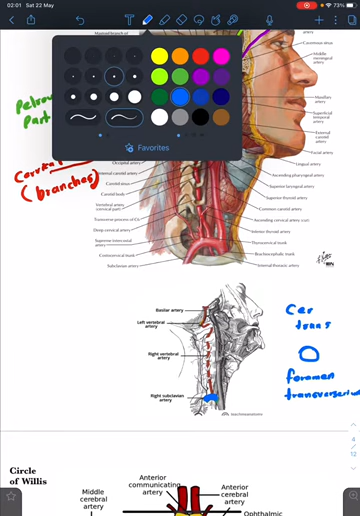 02:01 Sat 22 May
73%
Mastoid branch of
Cavernous sinus
Middle
meningeal
artery
Petrous
Part
Maxillary
artery
Superficial
temporal
artery
External
carotid
artery
Facial artery
Favorites
Occipital artery
Lingual artery
Internal carotid artery
Ascending pharyngeal artery
Carotid sinus
Superior laryngeal artery
Carotid body
Superior thyroid artery
Vertebral artery
cervical part
Common carotid artery
Transverse process of C6
Ascending cervical artery
Deep cervical artery
Inferior thyroid artery
Supreme intercostal
artery
Thyrocervical trunk
Costocervical trunk
Brachiocephalic trunk
Subclavian artery
Internal thoracic artery
(branches)
Basilar artery
Left vertebral
artery
Right vertebral
artery
Right subclavian
artery
teachmeanatomy
foramen
transversarium
4
12
Circle
of Willis
Anterior
communicating
artery
Anterior
cerebral
artery
Middle
cerebral
artery
Ophthalmic